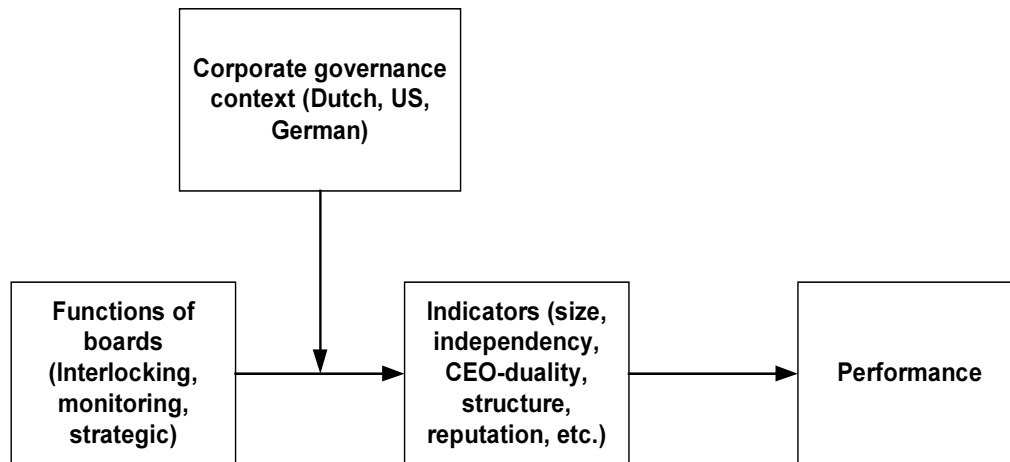 Corporate governance
context (Dutch, US,
German)
Functions of
boards
(Interlocking,
monitoring,
strategic)
Indicators (size,
independency,
CEO-duality,
structure,
reputation, etc.)
Performance